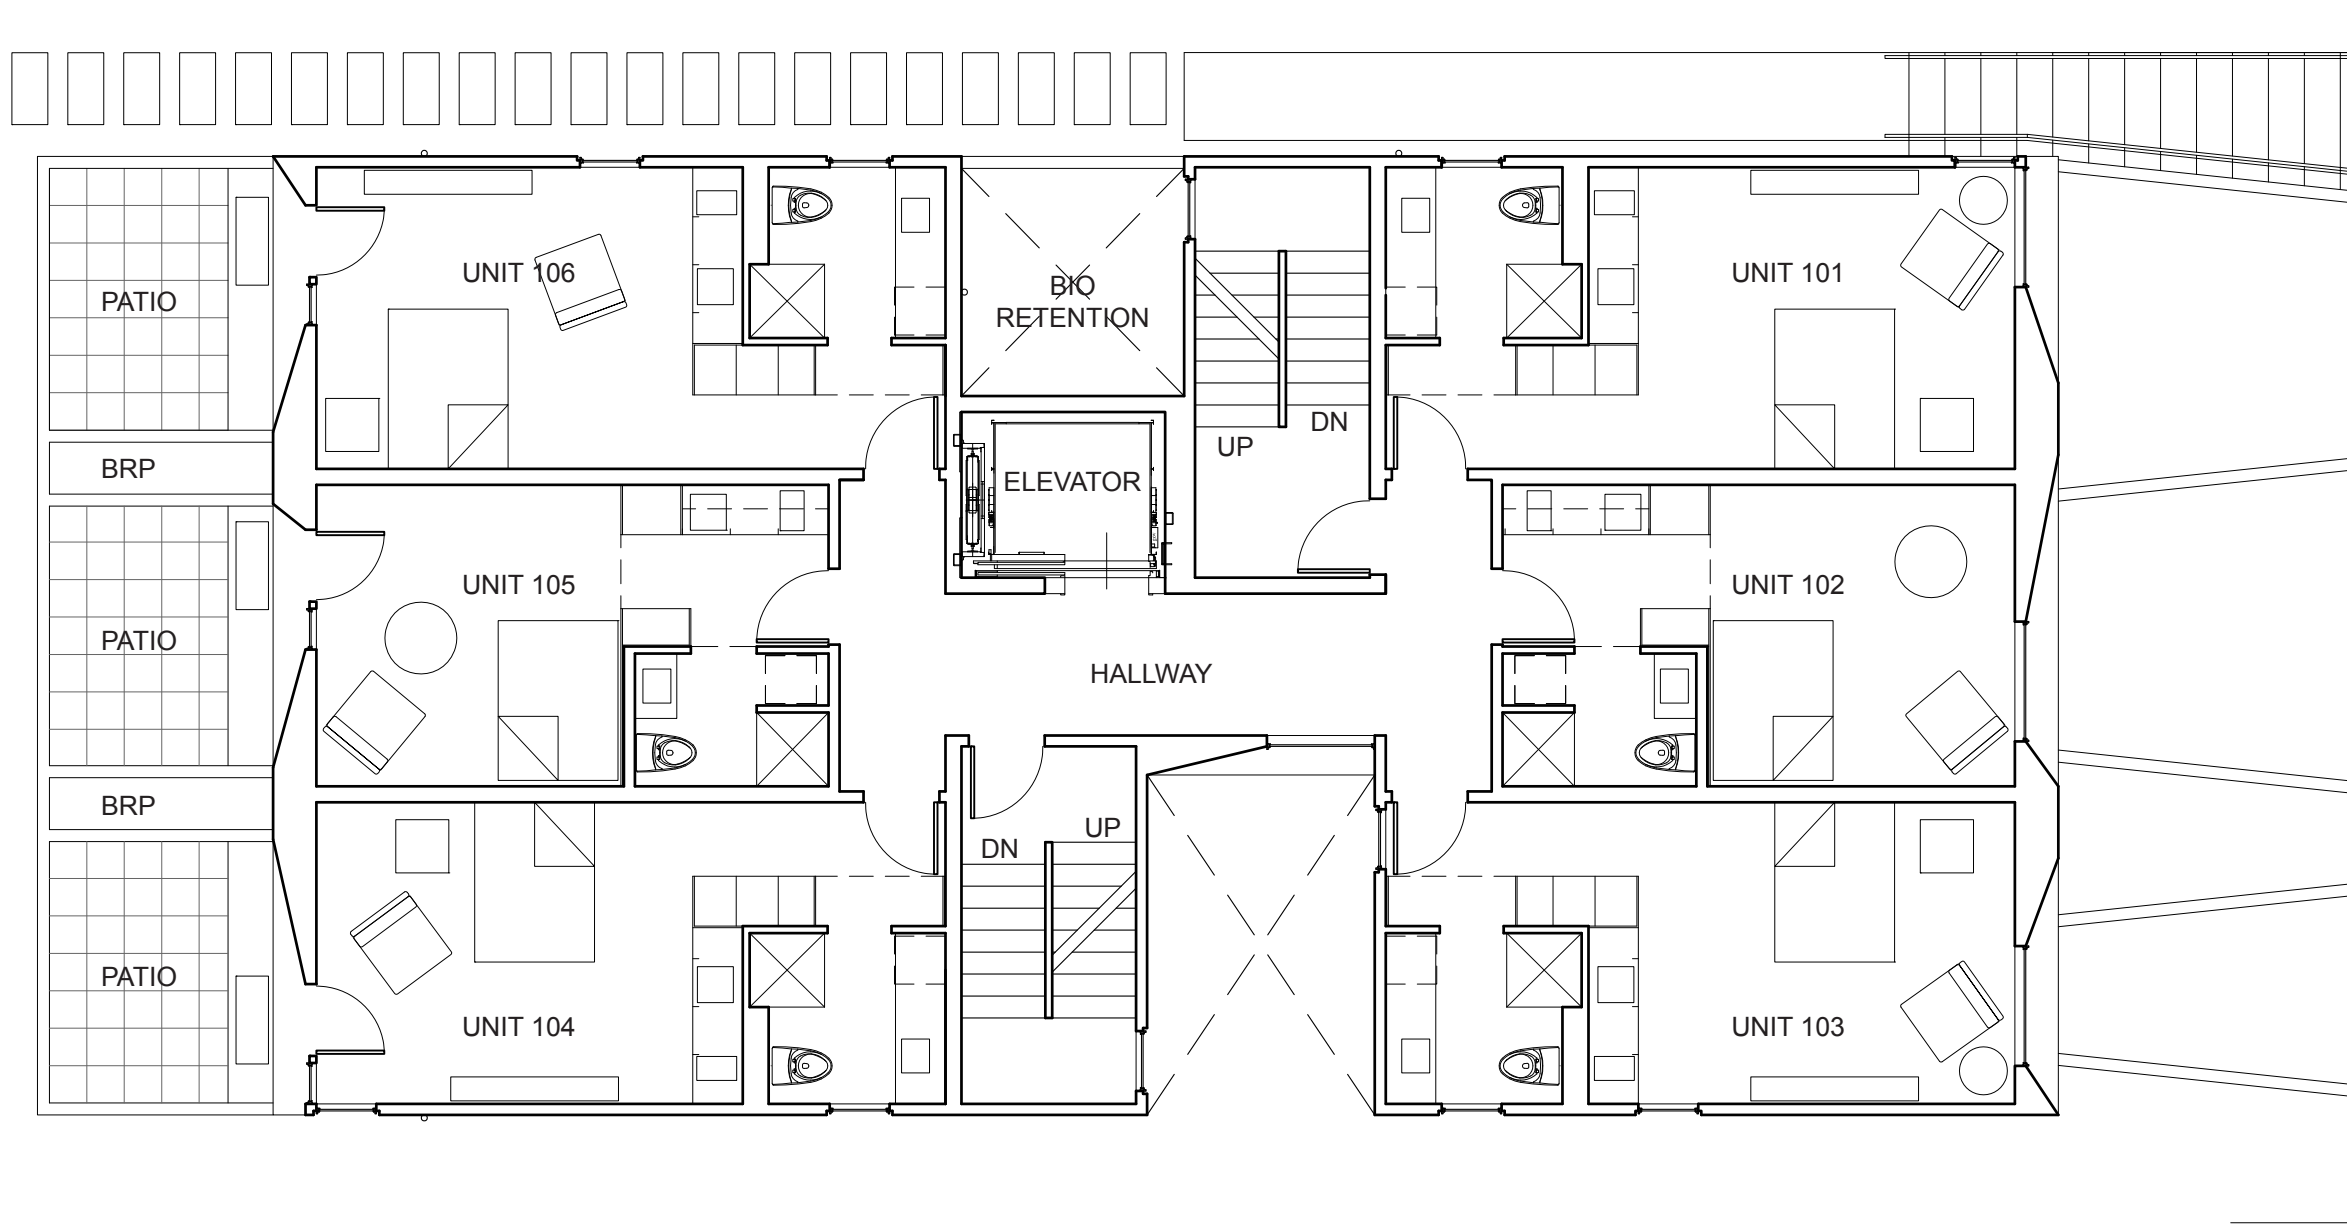 UNIT 106
UNIT 101
PATIO
BIO
RETENTION
DN
UP
BRP
ELEVATOR
UNIT 105
UNIT 102
PATIO
HALLWAY
BRP
UP
DN
PATIO
UNIT 104
UNIT 103